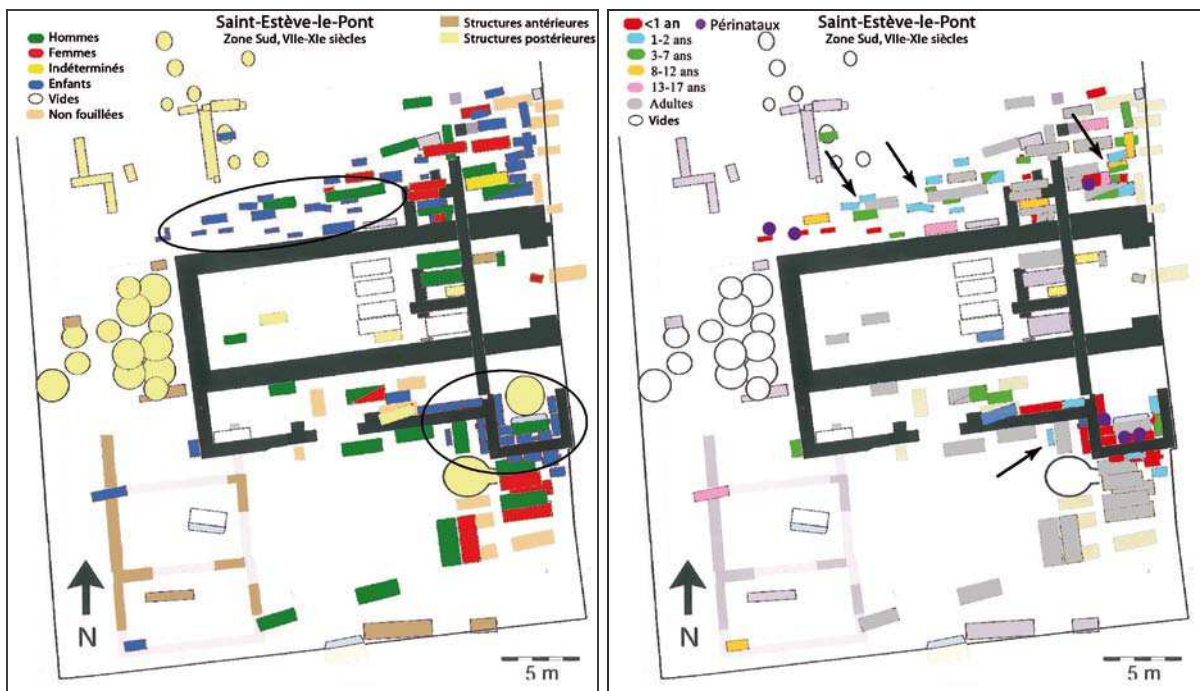 Saint-Estève-le-Pont
Zone Sud, VIIe-XIe siècles
Hommes
Femmes
Indéterminés
Enfants
Vides
Non fouillées
Structures antérieures
Structures postérieures
N
5 m
Saint-Estève-le-Pont
Zone Sud, VIIe-XIe siècles
<1 an
Périnataux
1-2 ans
3-7 ans
8-12 ans
13-17 ans
Adultes
Vides
N
5 m